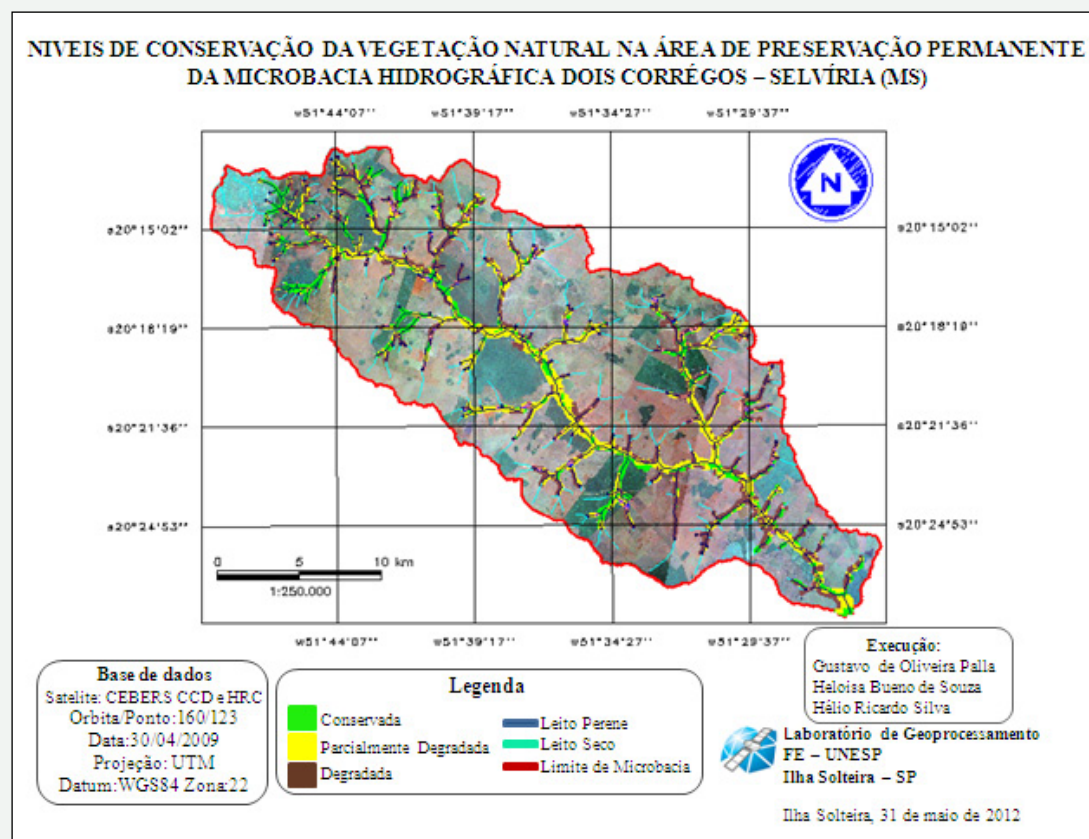 NIVEIS DE CONSERVAÇÃO DA VEGETAÇÃO NATURAL NA ÁREA DE PRESERVAÇÃO PERMANENTE
DA MICROBACIA HIDROGRÁFICA DOIS CORRÉGOS – SELVÍRIA (MS)
w51°44'07'' w51°39'17'' w51°34'27'' w51°29'37''
N
s20°15'02'' s20°15'02''
s20°18'19'' s20°18'19''
s20°21'36'' s20°21'36''
s20°24'53'' s20°24'53''
0 5 10 km
1:250.000
w51°44'07'' w51°39'17'' w51°34'27'' w51°29'37''
Base de dados
Satelite: CEBERS CCD e HRC
Orbita/Ponto:160/123
Data:30/04/2009
Projeção: UTM
Datum:WGS84 Zona:22
Legenda
Conservada
Parcialmente Degradada
Degradada
Leito Perene
Leito Seco
Limite de Microbacia
Execução:
Gustavo de Oliveira Palla
Heloisa Bueno de Souza
Hélio Ricardo Silva
Laboratório de Geoprocessamento
FE – UNESP
Ilha Solteira – SP
Ilha Solteira, 31 de maio de 2012